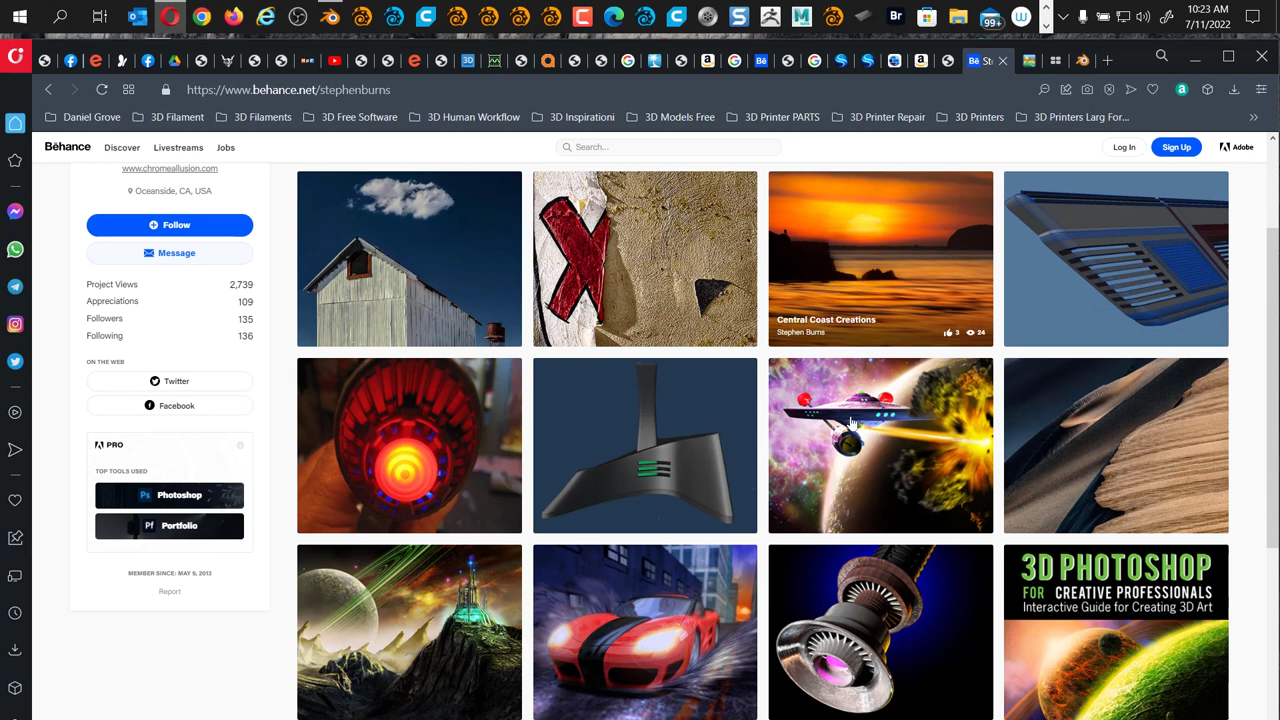 10:23 AM
7/11/2022
99+
Bē Ste
https://www.behance.net/stephenburns
Daniel Grove
3D Filament
3D Filaments
3D Free Software
3D Human Workflow
3D Inspirationi
3D Models Free
3D Printer PARTS
3D Printer Repair
3D Printers
3D Printers Larg For...
Bēhance
Discover
Livestreams
Jobs
Search...
Log In
Sign Up
Adobe
www.chromeallusion.com
Oceanside, CA, USA
Follow
Message
Project Views 2,739
Appreciations 109
Followers 135
Following 136
ON THE WEB
Twitter
Facebook
PRO
TOP TOOLS USED
Ps Photoshop
Pf Portfolio
MEMBER SINCE: MAY 9, 2013
Report
Central Coast Creations
Stephen Burns
3 24
3D PHOTOSHOP
FOR CREATIVE PROFESSIONALS
Interactive Guide for Creating 3D Art